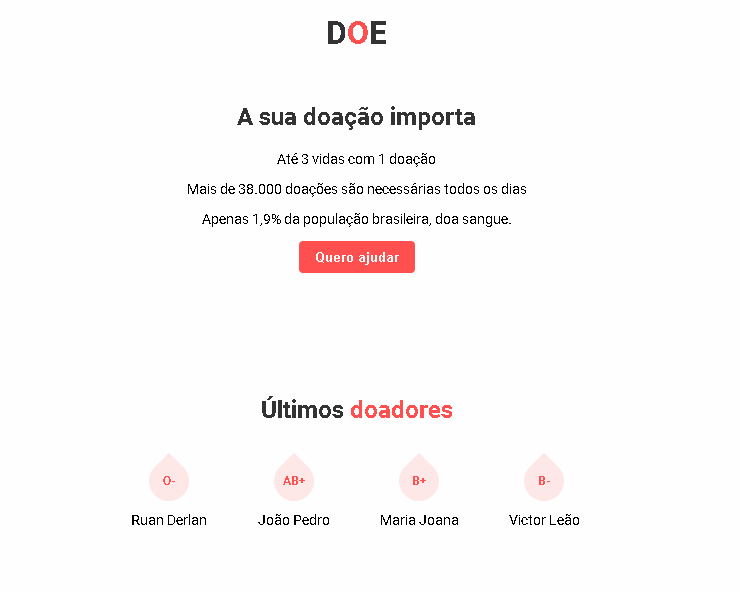 DOE
A sua doação importa
Até 3 vidas com 1 doação
Mais de 38.000 doações são necessárias todos os dias
Apenas 1,9% da população brasileira, doa sangue.
Quero ajudar
Últimos doadores
O- AB+ B+ B-
Ruan Derlan João Pedro Maria Joana Victor Leão